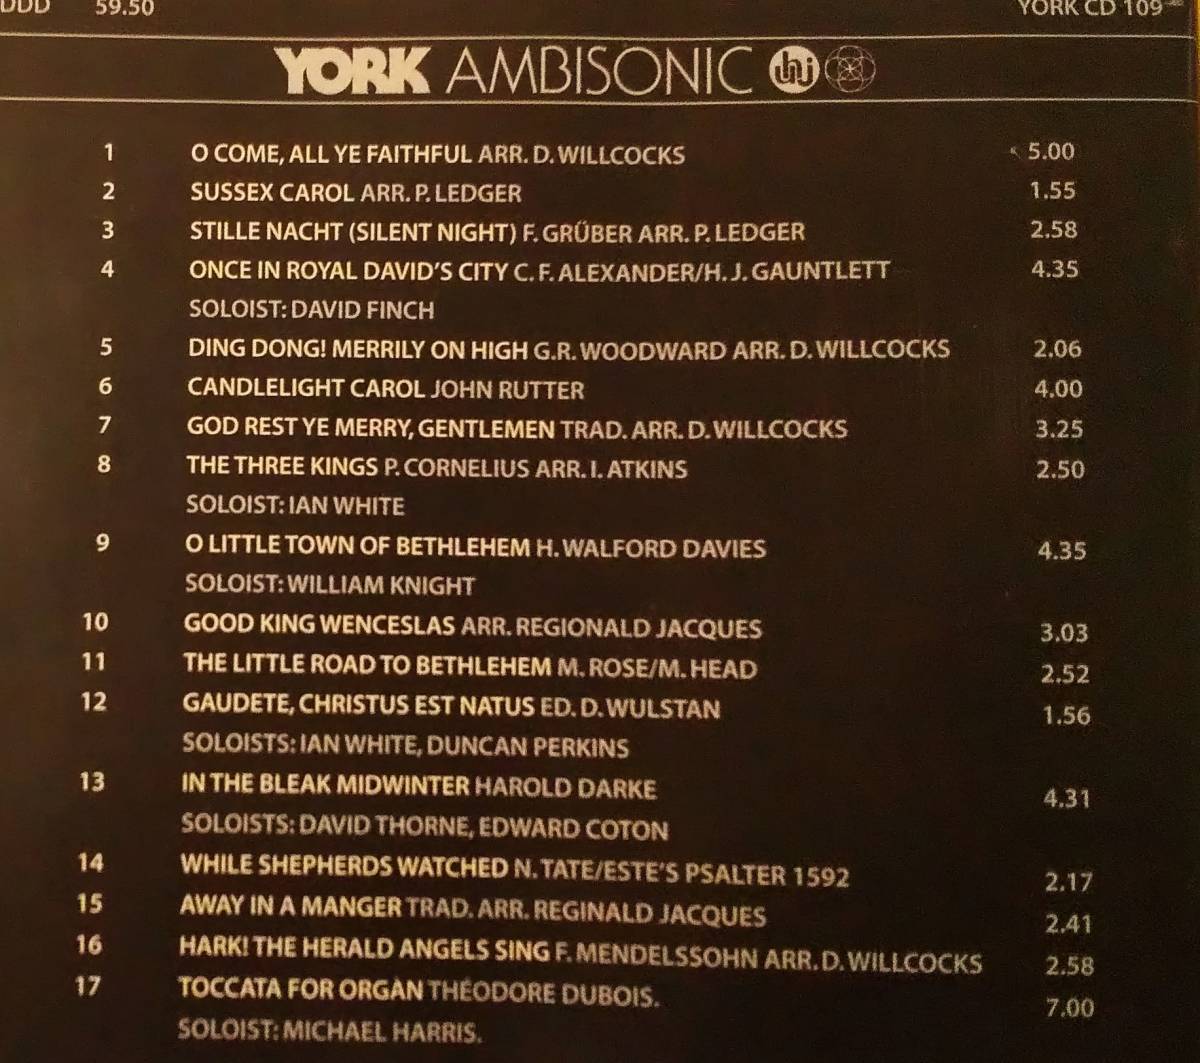 DDD 59.50 YORK CD 109
YORK AMBISONIC uhj
1 O COME, ALL YE FAITHFUL ARR. D. WILLCOCKS 5.00
2 SUSSEX CAROL ARR. P. LEDGER 1.55
3 STILLE NACHT (SILENT NIGHT) F. GRŰBER ARR. P. LEDGER 2.58
4 ONCE IN ROYAL DAVID'S CITY C. F. ALEXANDER/H. J. GAUNTLETT 4.35
SOLOIST: DAVID FINCH
5 DING DONG! MERRILY ON HIGH G.R. WOODWARD ARR. D. WILLCOCKS 2.06
6 CANDLELIGHT CAROL JOHN RUTTER 4.00
7 GOD REST YE MERRY, GENTLEMEN TRAD. ARR. D. WILLCOCKS 3.25
8 THE THREE KINGS P. CORNELIUS ARR. I. ATKINS 2.50
SOLOIST: IAN WHITE
9 O LITTLE TOWN OF BETHLEHEM H. WALFORD DAVIES 4.35
SOLOIST: WILLIAM KNIGHT
10 GOOD KING WENCESLAS ARR. REGIONALD JACQUES 3.03
11 THE LITTLE ROAD TO BETHLEHEM M. ROSE/M. HEAD 2.52
12 GAUDETE, CHRISTUS EST NATUS ED. D. WULSTAN 1.56
SOLOISTS: IAN WHITE, DUNCAN PERKINS
13 IN THE BLEAK MIDWINTER HAROLD DARKE 4.31
SOLOISTS: DAVID THORNE, EDWARD COTON
14 WHILE SHEPHERDS WATCHED N. TATE/ESTE'S PSALTER 1592 2.17
15 AWAY IN A MANGER TRAD. ARR. REGINALD JACQUES 2.41
16 HARK! THE HERALD ANGELS SING F. MENDELSSOHN ARR. D. WILLCOCKS 2.58
17 TOCCATA FOR ORGAN THÉODORE DUBOIS. 7.00
SOLOIST: MICHAEL HARRIS.